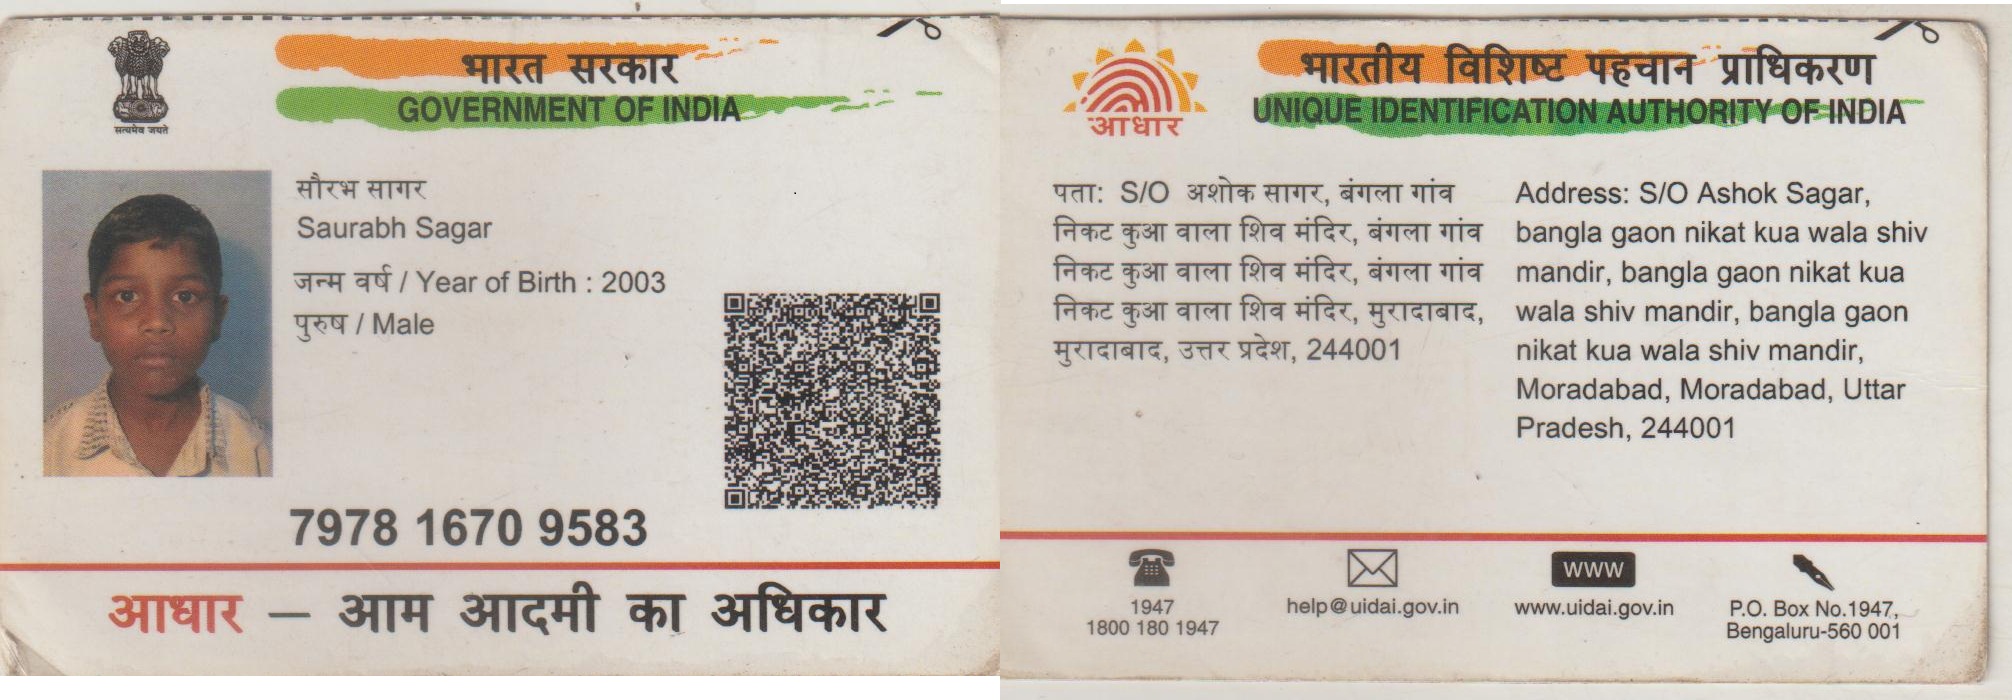 सत्यमेव जयते
भारत सरकार
GOVERNMENT OF INDIA
सौरभ सागर
Saurabh Sagar
जन्म वर्ष / Year of Birth : 2003
पुरुष / Male
7978 1670 9583
आधार – आम आदमी का अधिकार
आधार
भारतीय विशिष्ट पहचान प्राधिकरण
UNIQUE IDENTIFICATION AUTHORITY OF INDIA
पता: S/O अशोक सागर, बंगला गांव
निकट कुआ वाला शिव मंदिर, बंगला गांव
निकट कुआ वाला शिव मंदिर, बंगला गांव
निकट कुआ वाला शिव मंदिर, मुरादाबाद,
मुरादाबाद, उत्तर प्रदेश, 244001
Address: S/O Ashok Sagar,
bangla gaon nikat kua wala shiv
mandir, bangla gaon nikat kua
wala shiv mandir, bangla gaon
nikat kua wala shiv mandir,
Moradabad, Moradabad, Uttar
Pradesh, 244001
1947
1800 180 1947
help@uidai.gov.in
www
www.uidai.gov.in
P.O. Box No.1947,
Bengaluru-560 001